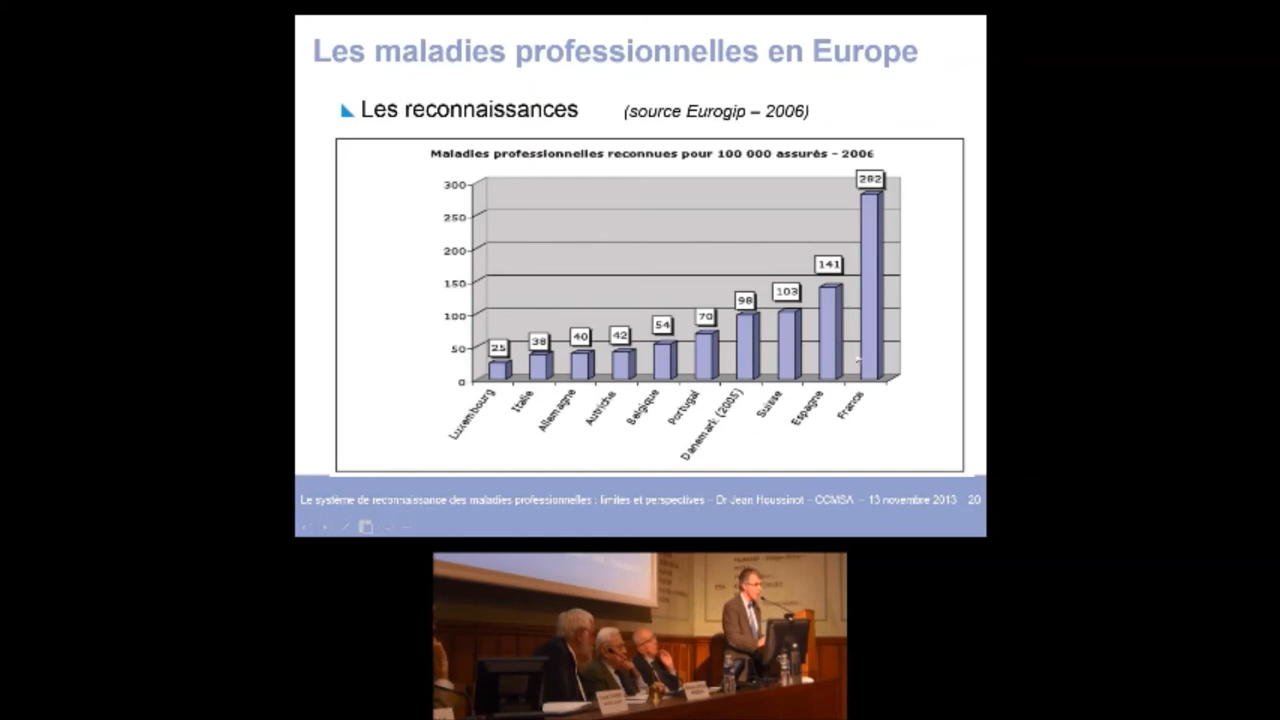 Les maladies professionnelles en Europe
Les reconnaissances (source Eurogip – 2006)
Maladies professionnelles reconnues pour 100 000 assurés - 2006
300
250
200
150
100
50
0
25
38
40
42
54
70
98
103
141
282
Luxembourg
Italie
Allemagne
Autriche
Belgique
Portugal
Danemark (2005)
Suisse
Espagne
France
Le système de reconnaissance des maladies professionnelles : limites et perspectives – Dr Jean Houssinot – CCMSA – 13 novembre 2013 20